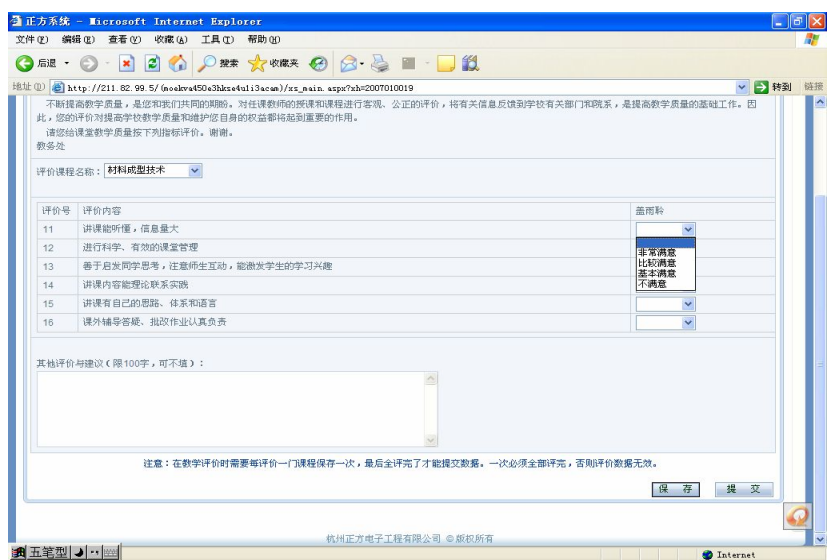 正方系统 - Microsoft Internet Explorer
文件(F) 编辑(E) 查看(V) 收藏(A) 工具(T) 帮助(H)
后退 搜索 收藏夹
地址(D) http://211.82.99.5/(moekva450e3hkse4uli3acam)/xs_main.aspx?xh=2007010019 转到 链接
不断提高教学质量，是您和我们共同的期盼。对任课教师的授课和课程进行客观、公正的评价，将有关信息反馈到学校有关部门和院系，是提高教学质量的基础工作。因
此，您的评价对提高学校教学质量和维护您自身的权益都将起到重要的作用。
请您给课堂教学质量按下列指标评价。谢谢。
教务处
评价课程名称：材料成型技术
评价号 评价内容 盖雨聆
11 讲课能听懂，信息量大
12 进行科学、有效的课堂管理
非常满意
13 善于启发同学思考，注意师生互动，能激发学生的学习兴趣
比较满意
基本满意
14 讲课内容能理论联系实践
不满意
15 讲课有自己的思路、体系和语言
16 课外辅导答疑、批改作业认真负责
其他评价与建议（限100字，可不填）：
注意：在教学评价时需要每评价一门课程保存一次，最后全评完了才能提交数据。一次必须全部评完，否则评价数据无效。
保 存 提 交
杭州正方电子工程有限公司 ©版权所有
五笔型
Internet